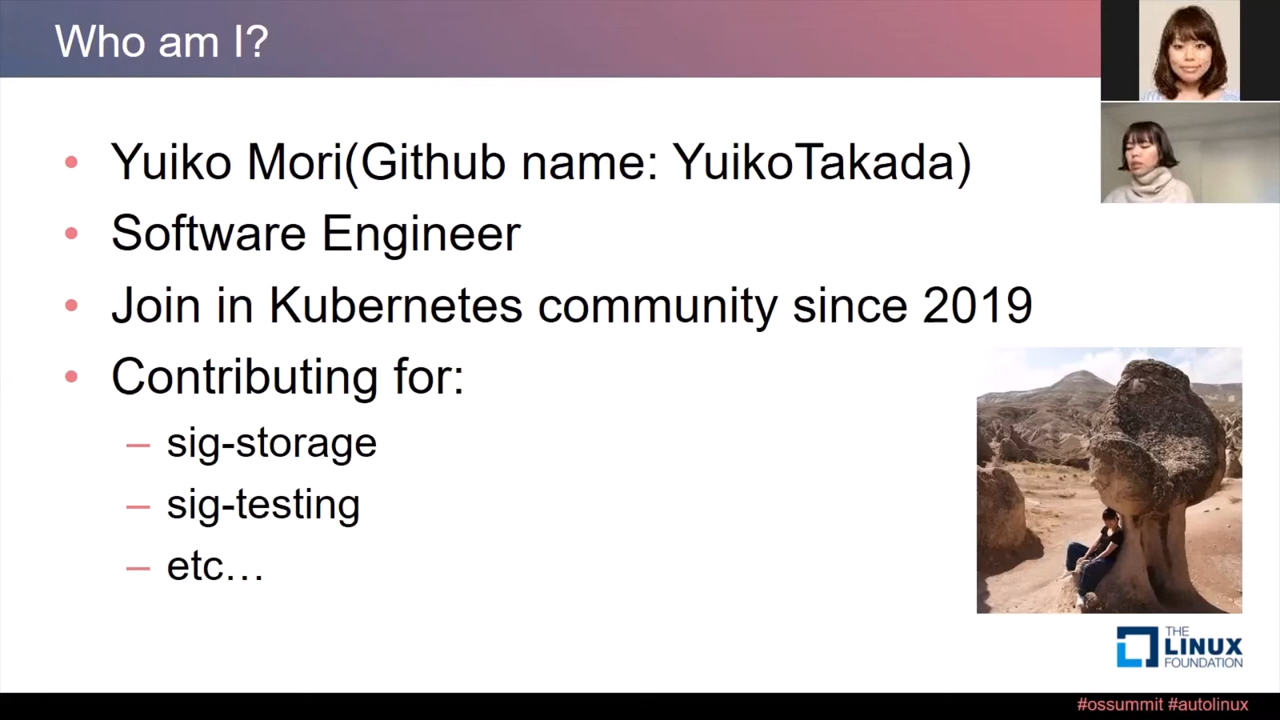 Who am I?
• Yuiko Mori(Github name: YuikoTakada)
• Software Engineer
• Join in Kubernetes community since 2019
• Contributing for:
– sig-storage
– sig-testing
– etc…
THE
LINUX
FOUNDATION
#ossummit #autolinux